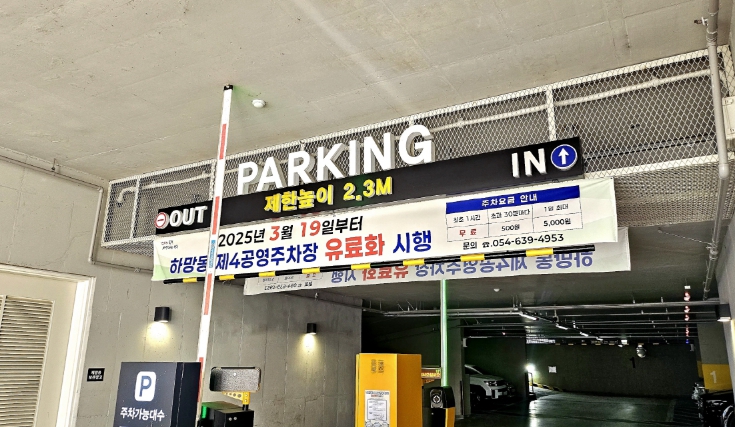 PARKING
제한높이 2.3M
OUT
IN
2025년 3월 19일부터
하망동 제4공영주차장 유료화 시행
주차요금 안내
최초 1시간 초과 30분마다 1일 최대
무료 500원 5,000원
문의 ☎.054-639-4953
P
주차가능대수